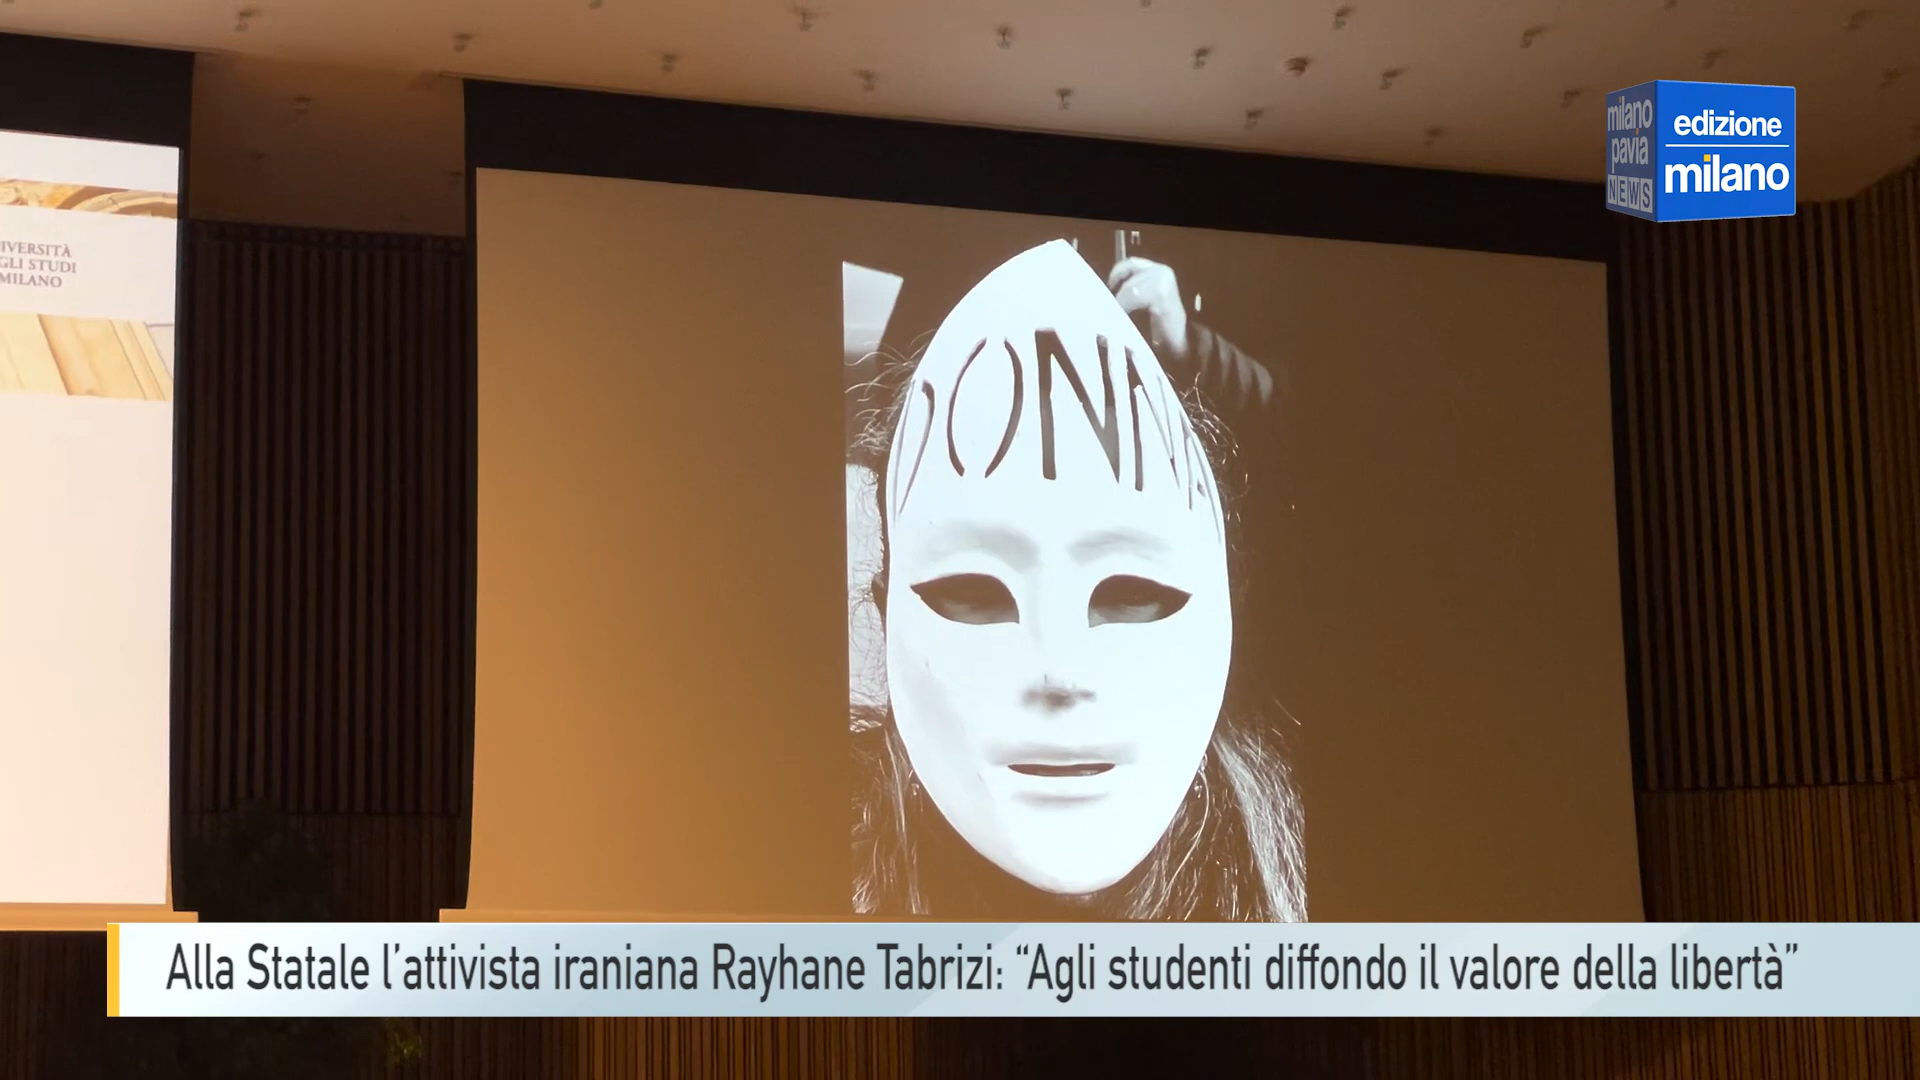 milano
pavia
NEWS
edizione
milano
IVERSITÀ
GLI STUDI
MILANO
DONNA
Alla Statale l’attivista iraniana Rayhane Tabrizi: “Agli studenti diffondo il valore della libertà”